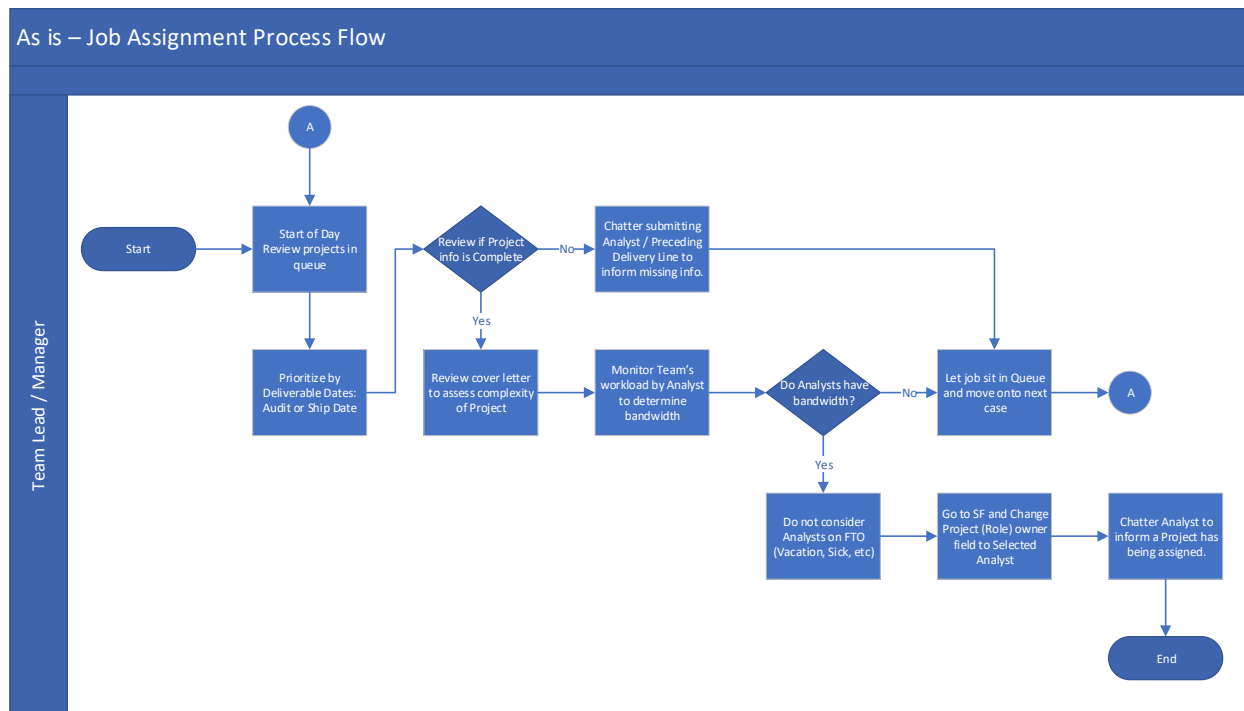 As is – Job Assignment Process Flow
Team Lead / Manager
A
Start
Start of Day
Review projects in
queue
Review if Project
info is Complete
No
Chatter submitting
Analyst / Preceding
Delivery Line to
inform missing info.
Yes
Prioritize by
Deliverable Dates:
Audit or Ship Date
Review cover letter
to assess complexity
of Project
Monitor Team's
workload by Analyst
to determine
bandwidth
Do Analysts have
bandwidth?
No
Let job sit in Queue
and move onto next
case
A
Yes
Do not consider
Analysts on FTO
(Vacation, Sick, etc)
Go to SF and Change
Project (Role) owner
field to Selected
Analyst
Chatter Analyst to
inform a Project has
being assigned.
End